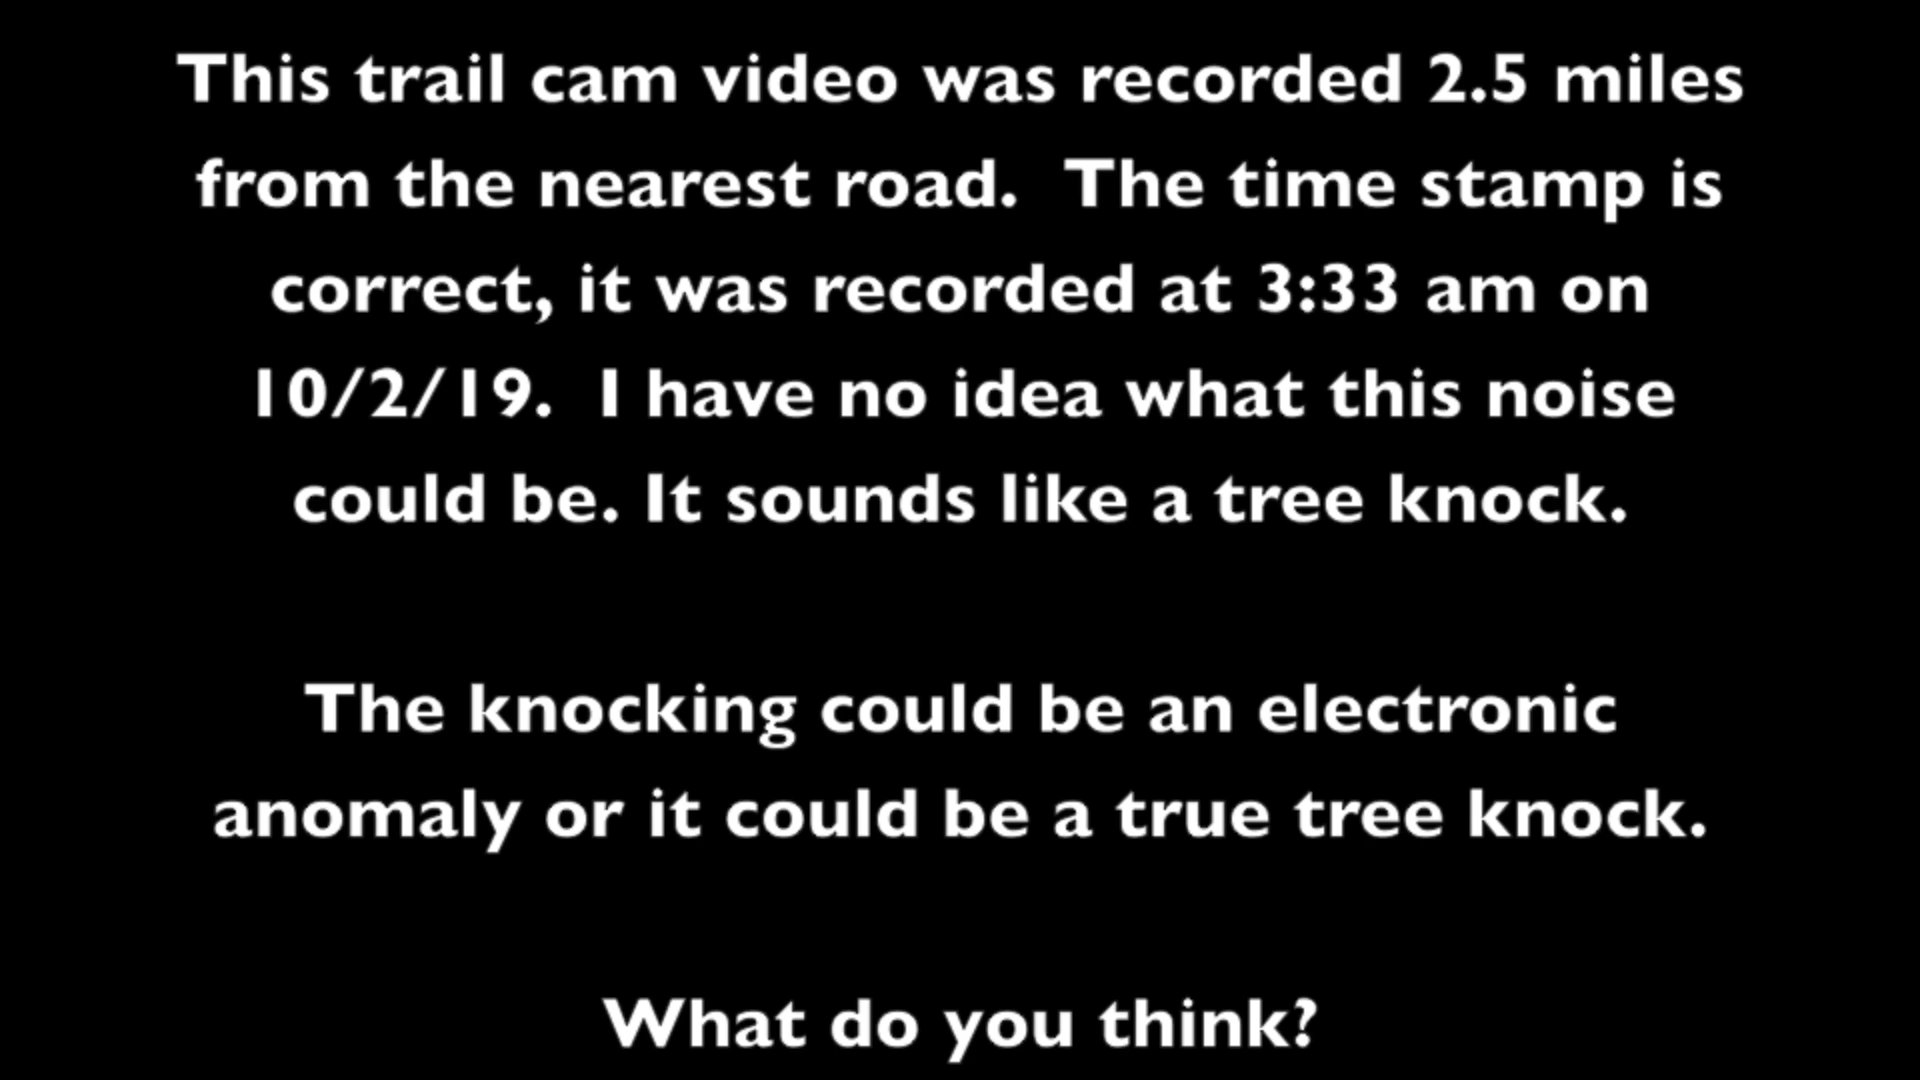 This trail cam video was recorded 2.5 miles
from the nearest road.  The time stamp is
correct, it was recorded at 3:33 am on
10/2/19.  I have no idea what this noise
could be. It sounds like a tree knock.
The knocking could be an electronic
anomaly or it could be a true tree knock.
What do you think?